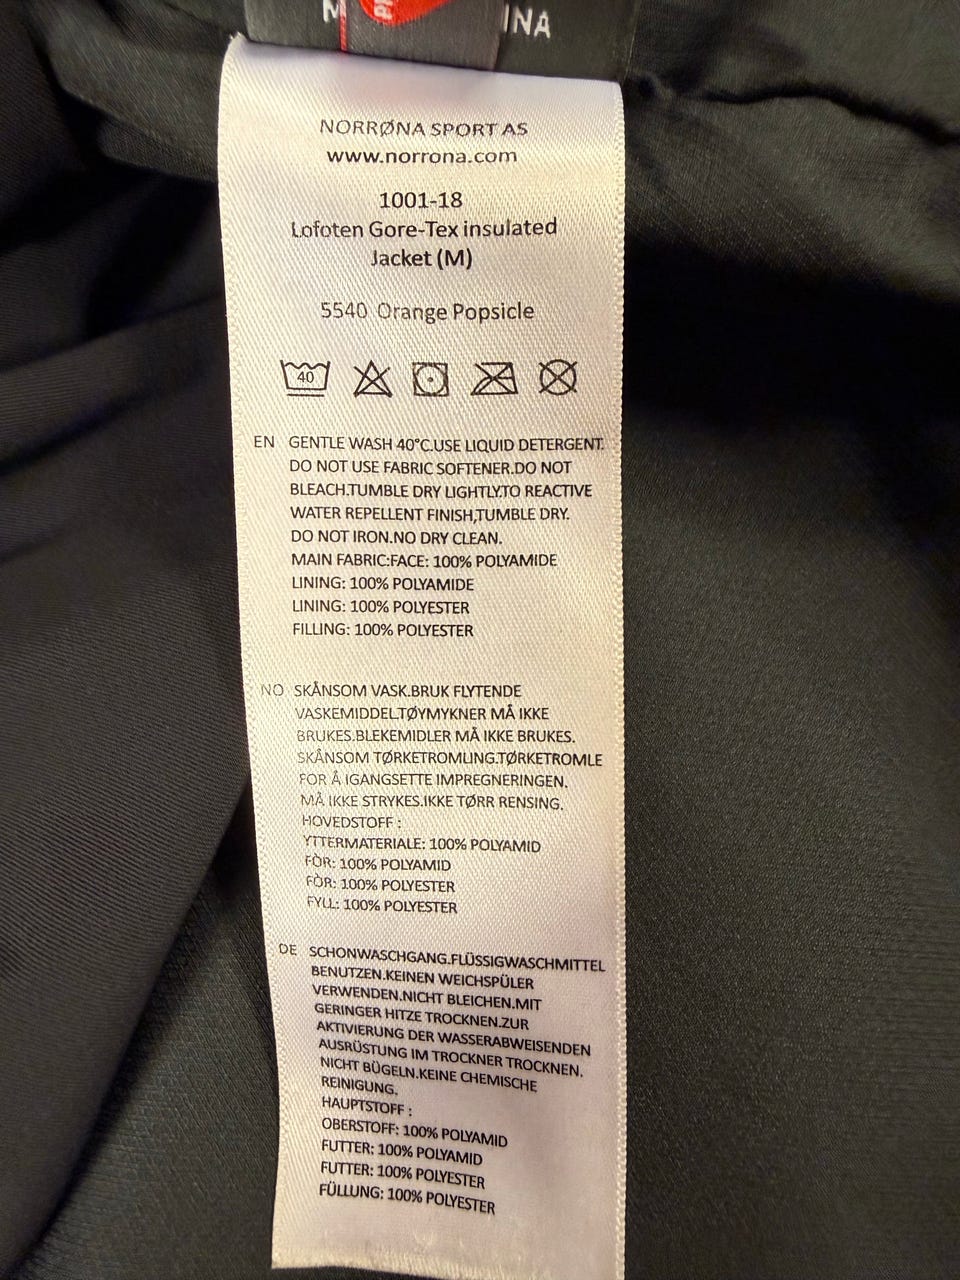 INA
NORRØNA SPORT AS
www.norrona.com
1001-18
Lofoten Gore-Tex insulated
Jacket (M)
5540 Orange Popsicle
40
EN GENTLE WASH 40°C.USE LIQUID DETERGENT.
DO NOT USE FABRIC SOFTENER.DO NOT
BLEACH.TUMBLE DRY LIGHTLY.TO REACTIVE
WATER REPELLENT FINISH,TUMBLE DRY.
DO NOT IRON.NO DRY CLEAN.
MAIN FABRIC:FACE: 100% POLYAMIDE
LINING: 100% POLYAMIDE
LINING: 100% POLYESTER
FILLING: 100% POLYESTER
NO SKÅNSOM VASK.BRUK FLYTENDE
VASKEMIDDEL.TØYMYKNER MÅ IKKE
BRUKES.BLEKEMIDLER MÅ IKKE BRUKES.
SKÅNSOM TØRKETROMLING.TØRKETROMLE
FOR Å IGANGSETTE IMPREGNERINGEN.
MÅ IKKE STRYKES.IKKE TØRR RENSING.
HOVEDSTOFF :
YTTERMATERIALE: 100% POLYAMID
FÒR: 100% POLYAMID
FÒR: 100% POLYESTER
FYLL: 100% POLYESTER
DE SCHONWASCHGANG.FLÜSSIGWASCHMITTEL
BENUTZEN.KEINEN WEICHSPÜLER
VERWENDEN.NICHT BLEICHEN.MIT
GERINGER HITZE TROCKNEN.ZUR
AKTIVIERUNG DER WASSERABWEISENDEN
AUSRÜSTUNG IM TROCKNER TROCKNEN.
NICHT BÜGELN.KEINE CHEMISCHE
REINIGUNG.
HAUPTSTOFF :
OBERSTOFF: 100% POLYAMID
FUTTER: 100% POLYAMID
FUTTER: 100% POLYESTER
FÜLLUNG: 100% POLYESTER